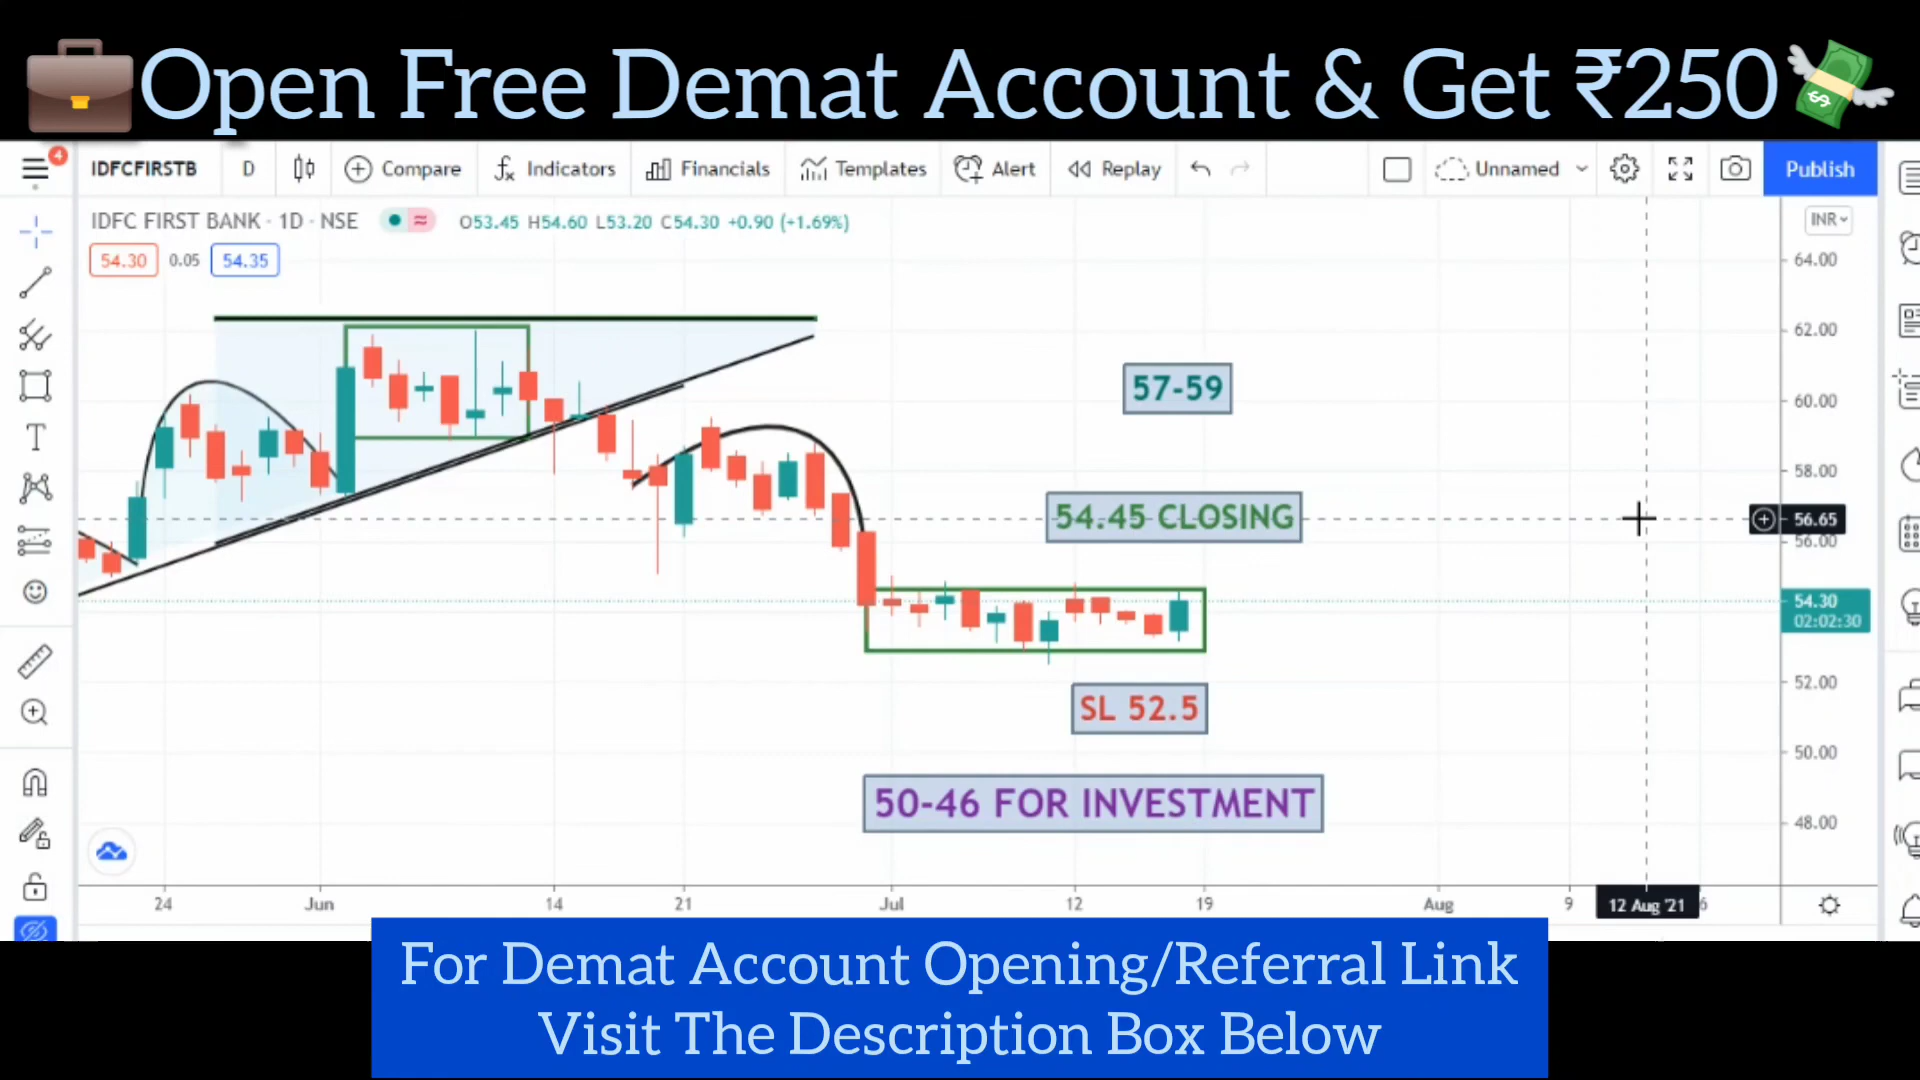 Open Free Demat Account & Get ₹250
4
IDFCFIRSTB D Compare Indicators Financials Templates Alert Replay Unnamed Publish
IDFC FIRST BANK · 1D · NSE O53.45 H54.60 L53.20 C54.30 +0.90 (+1.69%) INR
54.30 0.05 54.35
64.00
62.00
57-59
60.00
58.00
54.45 CLOSING
56.65
56.00
54.30
02:02:30
52.00
SL 52.5
50.00
50-46 FOR INVESTMENT
48.00
24 Jun 14 21 Jul 12 19 Aug 9 12 Aug '21 6
For Demat Account Opening/Referral Link
Visit The Description Box Below